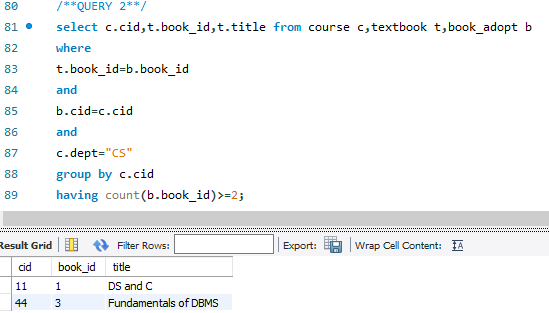 80 /**QUERY 2**/
81 select c.cid,t.book_id,t.title from course c,textbook t,book_adopt b
82 where
83 t.book_id=b.book_id
84 and
85 b.cid=c.cid
86 and
87 c.dept="CS"
88 group by c.cid
89 having count(b.book_id)>=2;
Result Grid Filter Rows: Export: Wrap Cell Content: IA
cid book_id title
11 1 DS and C
44 3 Fundamentals of DBMS